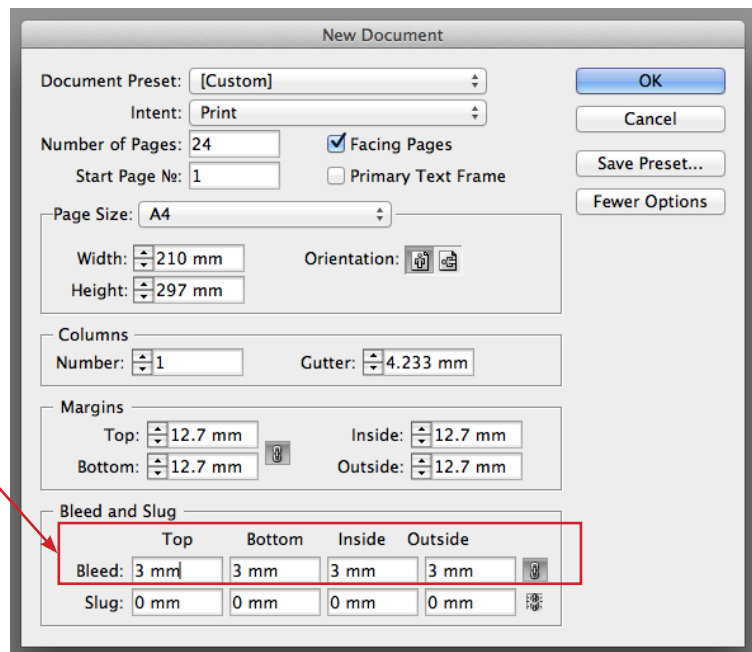 New Document
Document Preset: [Custom] OK
Intent: Print Cancel
Number of Pages: 24 Facing Pages Save Preset...
Start Page №: 1 Primary Text Frame Fewer Options
Page Size: A4
Width: 210 mm Orientation:
Height: 297 mm
Columns
Number: 1 Gutter: 4.233 mm
Margins
Top: 12.7 mm Inside: 12.7 mm
Bottom: 12.7 mm Outside: 12.7 mm
Bleed and Slug
Top Bottom Inside Outside
Bleed: 3 mm 3 mm 3 mm 3 mm
Slug: 0 mm 0 mm 0 mm 0 mm